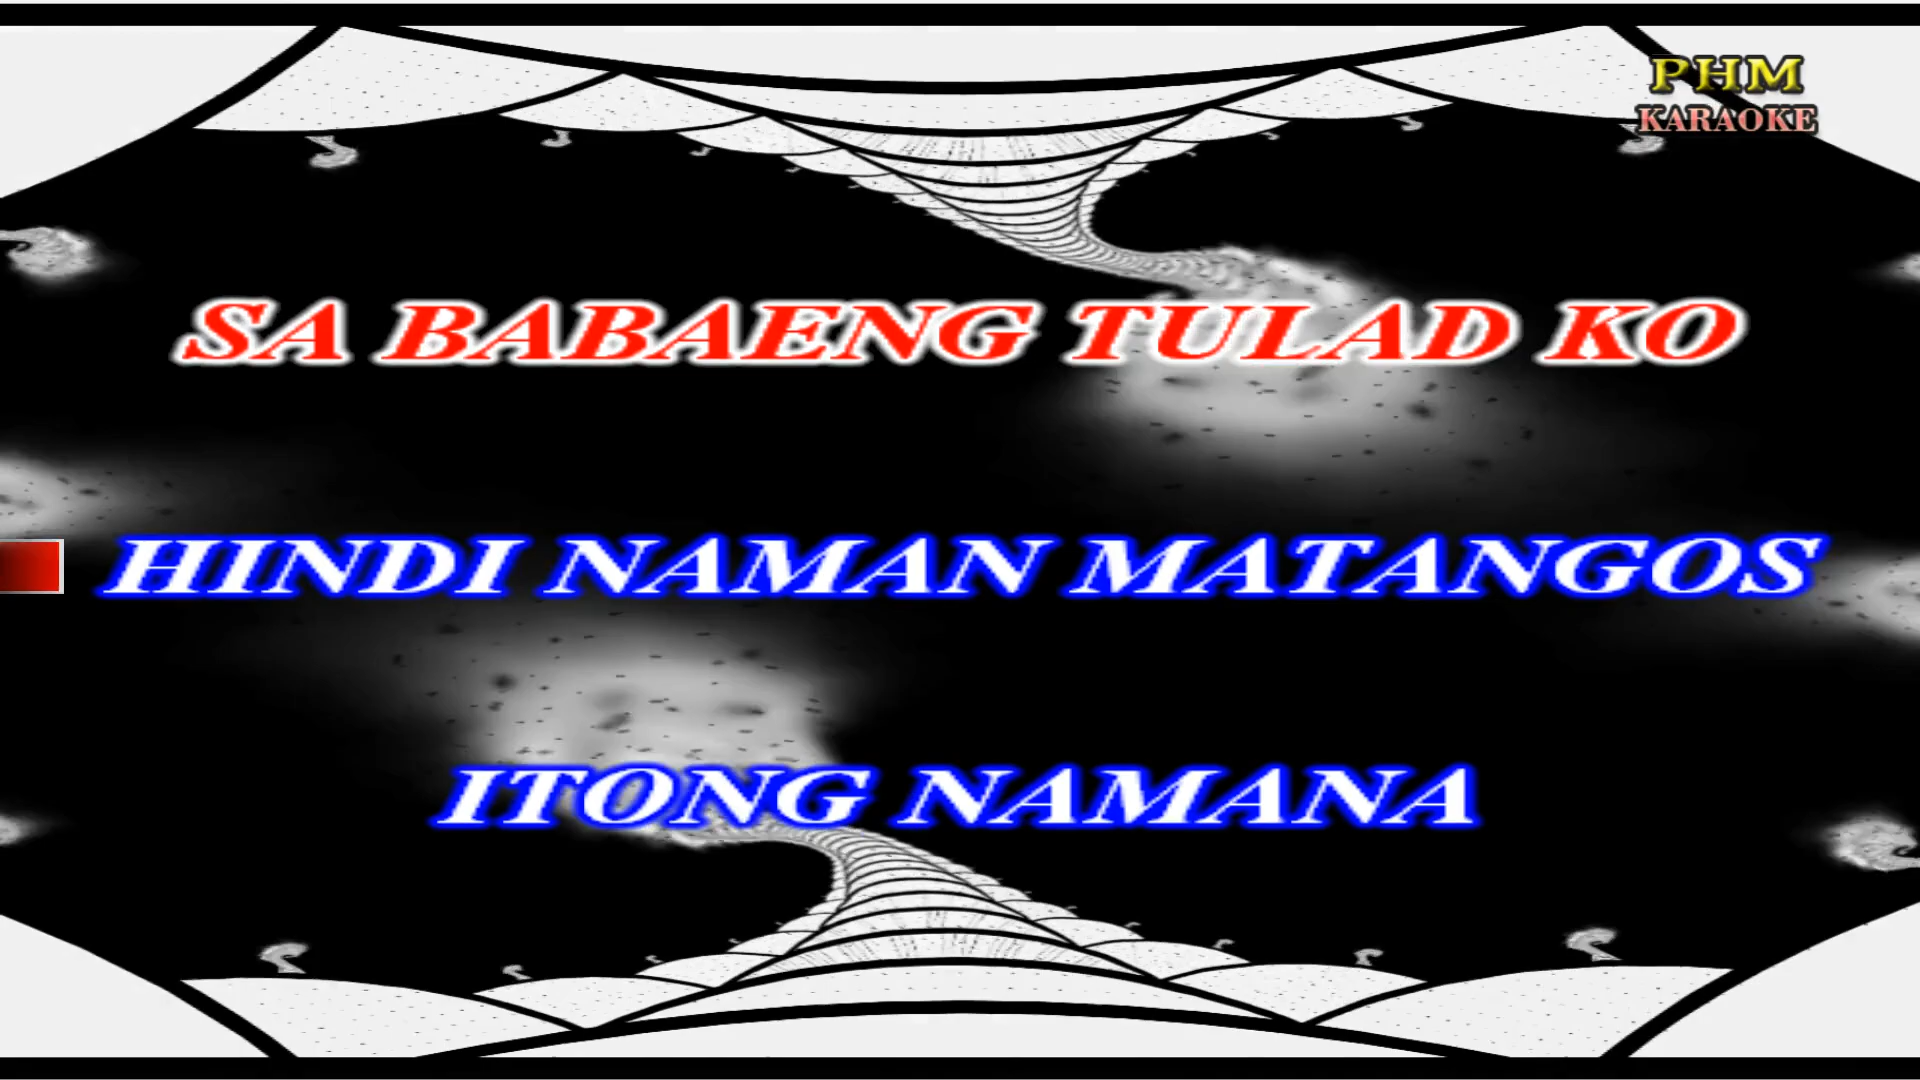 PHM
KARAOKE
SA BABAENG TULAD KO
HINDI NAMAN MATANGOS
ITONG NAMANA